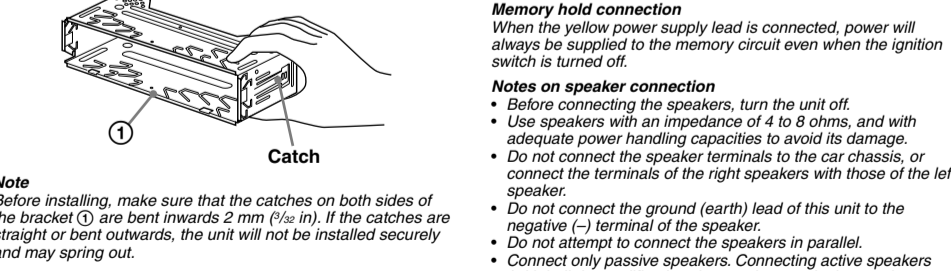 ①
Catch
Note
Before installing, make sure that the catches on both sides of
the bracket ① are bent inwards 2 mm (3/32 in). If the catches are
straight or bent outwards, the unit will not be installed securely
and may spring out.
Memory hold connection
When the yellow power supply lead is connected, power will
always be supplied to the memory circuit even when the ignition
switch is turned off.
Notes on speaker connection
• Before connecting the speakers, turn the unit off.
• Use speakers with an impedance of 4 to 8 ohms, and with
adequate power handling capacities to avoid its damage.
• Do not connect the speaker terminals to the car chassis, or
connect the terminals of the right speakers with those of the left
speaker.
• Do not connect the ground (earth) lead of this unit to the
negative (–) terminal of the speaker.
• Do not attempt to connect the speakers in parallel.
• Connect only passive speakers. Connecting active speakers